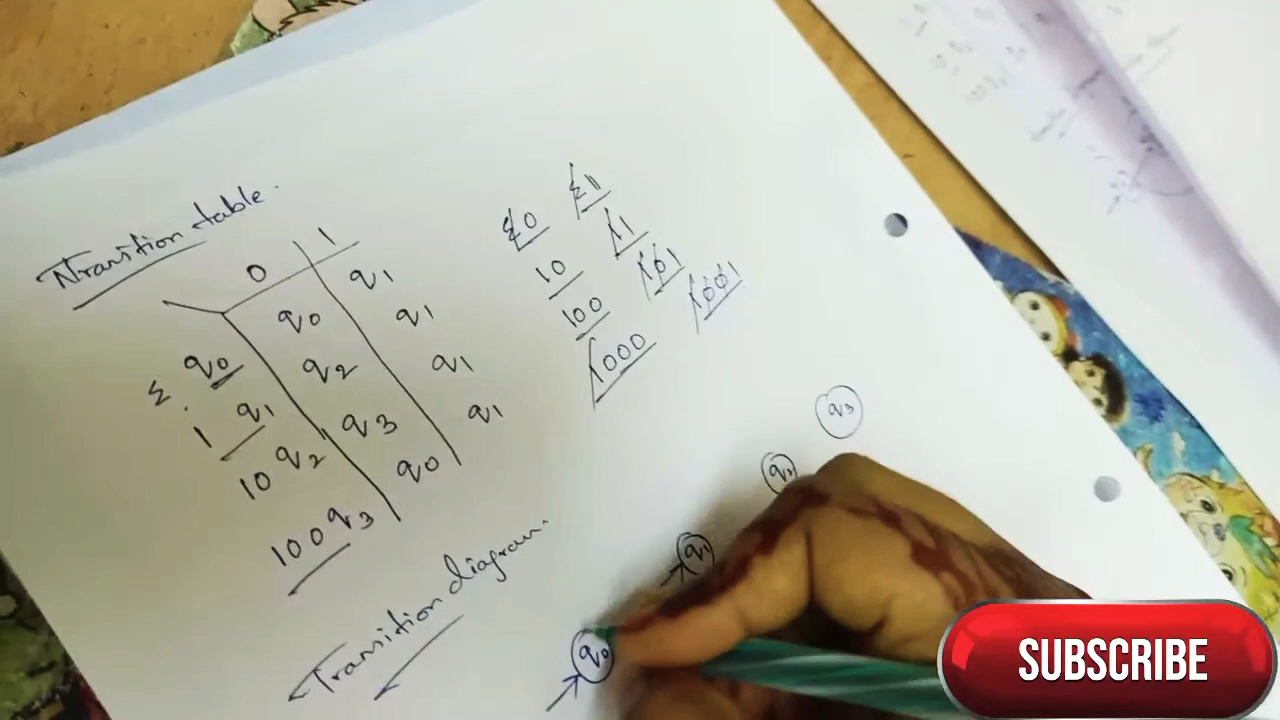 Transition table.
0 1
q0 q0 q1
ε. 1 q1 q2 q1
10 q2 q3 q1
100 q3 q0 q1
ε0 ε1
10 11
100 101
1000 1001
Transition diagram.
q3
q2
q1
q0
SUBSCRIBE